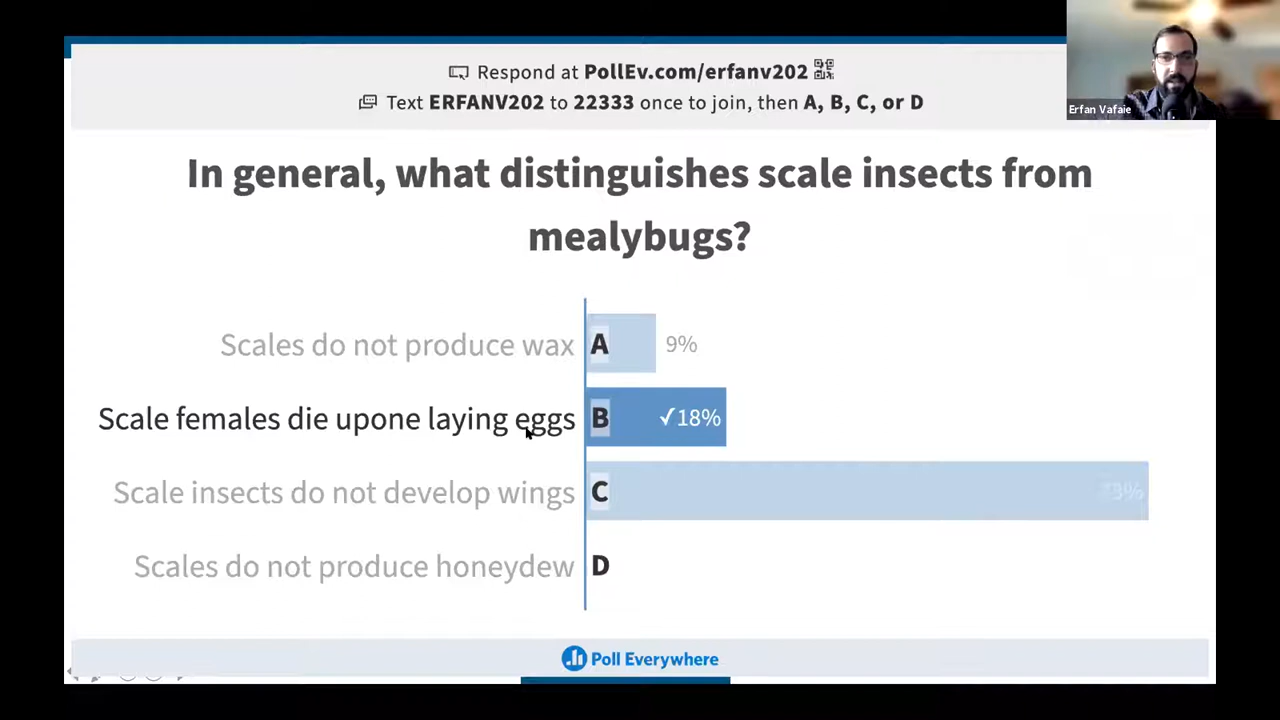 Respond at PollEv.com/erfanv202
Text ERFANV202 to 22333 once to join, then A, B, C, or D
Erfan Vafaie
In general, what distinguishes scale insects from
mealybugs?
Scales do not produce wax A 9%
Scale females die upone laying eggs B ✓18%
Scale insects do not develop wings C
Scales do not produce honeydew D
Poll Everywhere